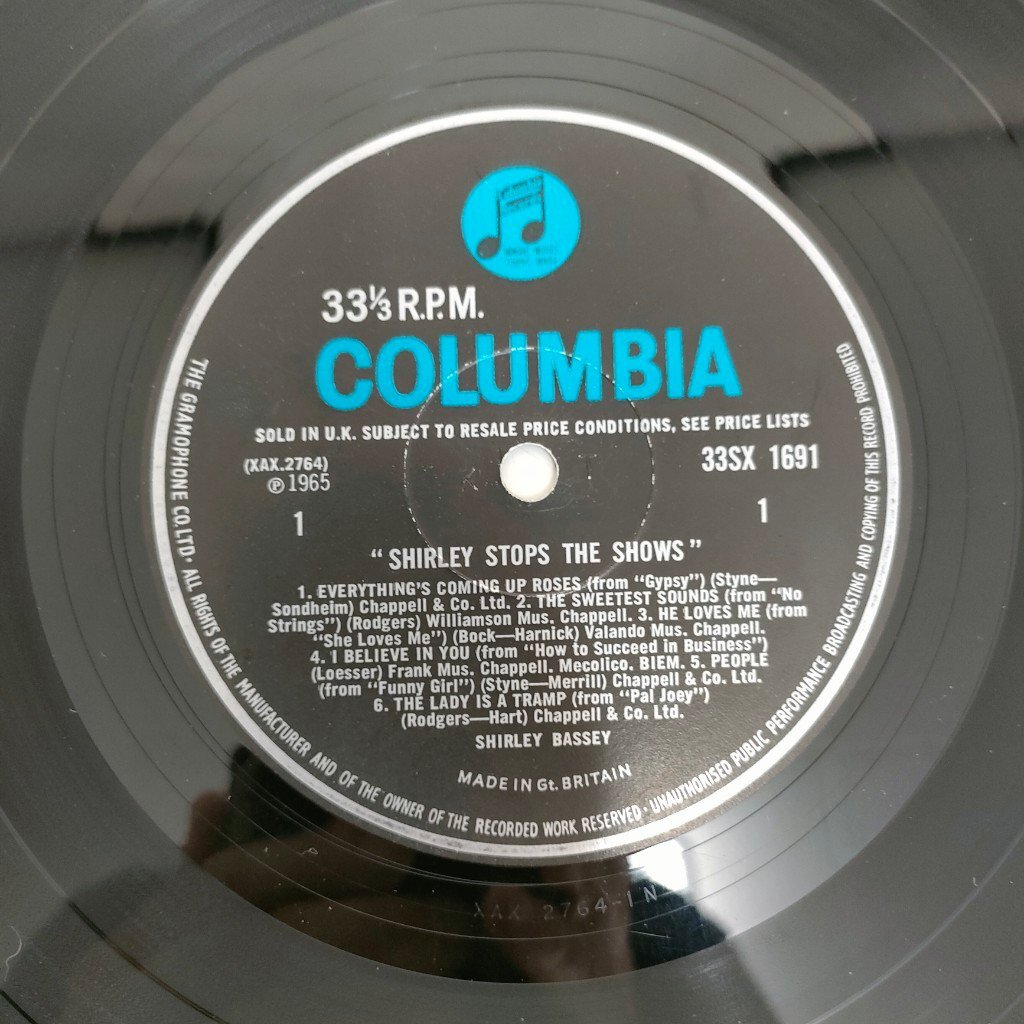 33⅓ R.P.M.
COLUMBIA
SOLD IN U.K. SUBJECT TO RESALE PRICE CONDITIONS, SEE PRICE LISTS
(XAX.2764)
33SX 1691
℗ 1965
1
1
"SHIRLEY STOPS THE SHOWS"
1. EVERYTHING'S COMING UP ROSES (from "Gypsy") (Styne—
Sondheim) Chappell & Co. Ltd. 2. THE SWEETEST SOUNDS (from "No
Strings") (Rodgers) Williamson Mus. Chappell. 3. HE LOVES ME (from
"She Loves Me") (Bock—Harnick) Valando Mus. Chappell.
4. I BELIEVE IN YOU (from "How to Succeed in Business")
(Loesser) Frank Mus. Chappell. Mecolico. BIEM. 5. PEOPLE
(from "Funny Girl") (Styne—Merrill) Chappell & Co. Ltd.
6. THE LADY IS A TRAMP (from "Pal Joey")
(Rodgers—Hart) Chappell & Co. Ltd.
SHIRLEY BASSEY
MADE IN Gt. BRITAIN
THE GRAMOPHONE CO. LTD. ALL RIGHTS OF THE MANUFACTURER AND OF THE OWNER OF THE RECORDED WORK RESERVED · UNAUTHORISED PUBLIC PERFORMANCE BROADCASTING AND COPYING OF THIS RECORD PROHIBITED
XAX 2764-1N